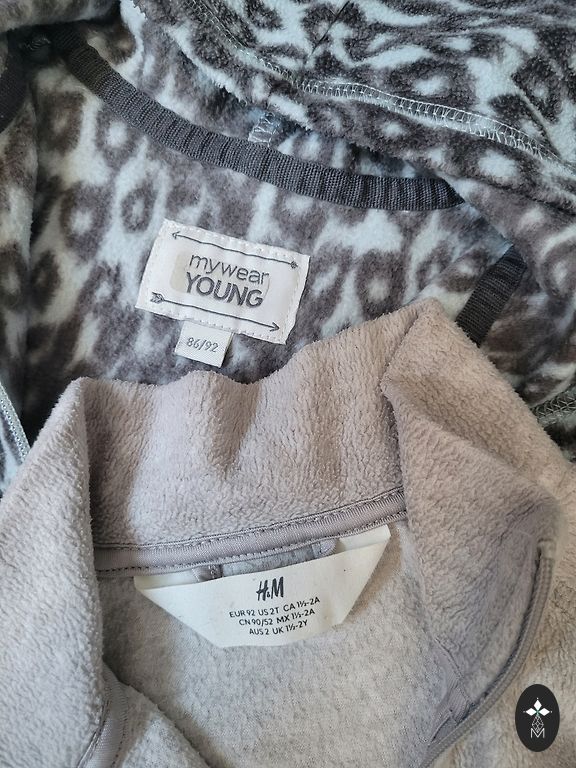 mywear
YOUNG
86/92
H&M
EUR 92 US 2T CA 1½-2A
CN 90/52 MX 1½-2A
AUS 2 UK 1½-2Y
M